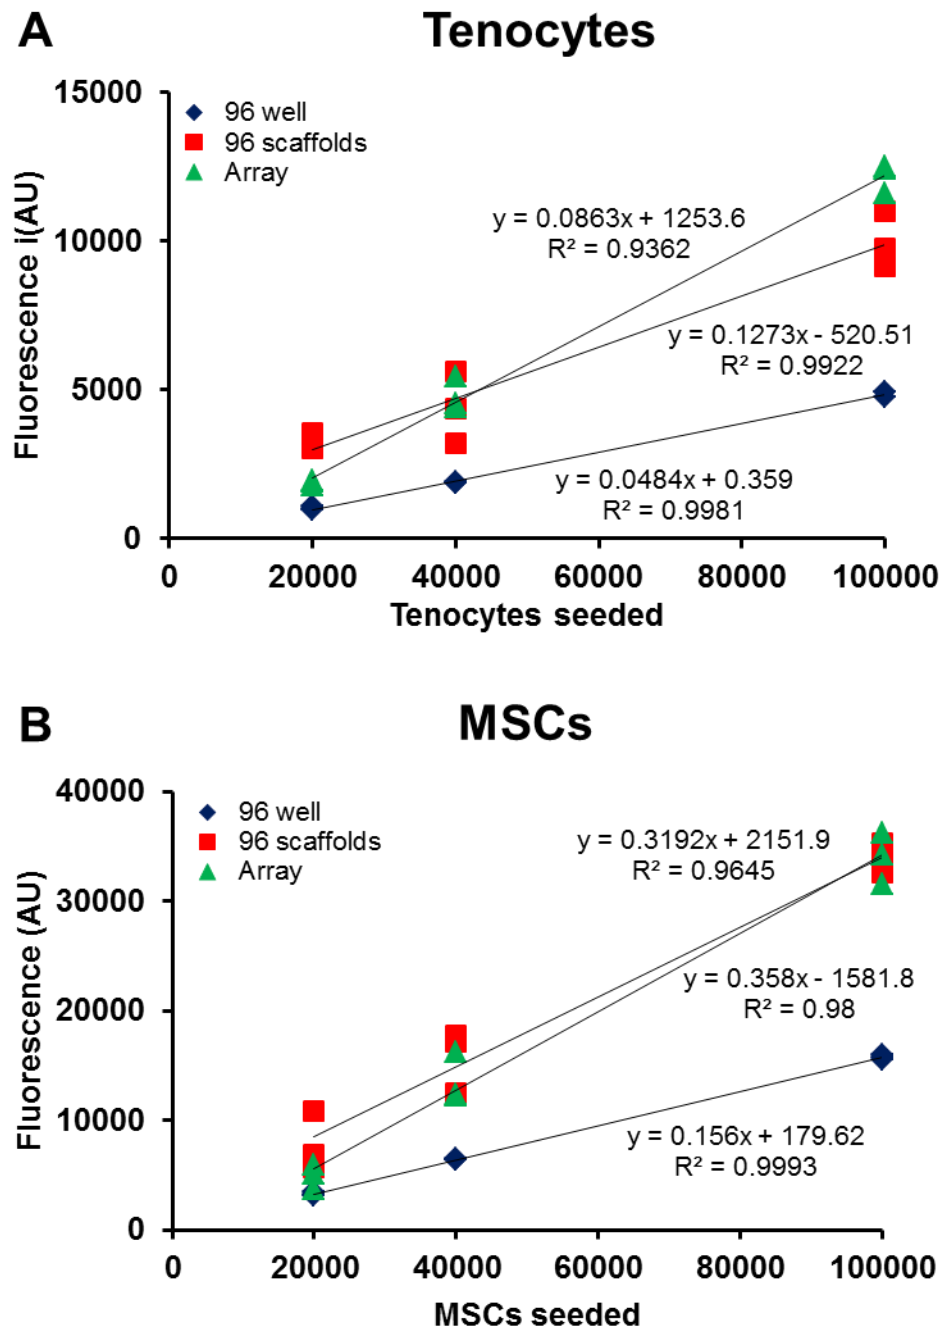 A
Tenocytes
15000
10000
5000
0
Fluorescence i(AU)
96 well
96 scaffolds
Array
y = 0.0863x + 1253.6
R² = 0.9362
y = 0.1273x - 520.51
R² = 0.9922
y = 0.0484x + 0.359
R² = 0.9981
0 20000 40000 60000 80000 100000
Tenocytes seeded
B
MSCs
40000
30000
20000
10000
0
Fluorescence (AU)
96 well
96 scaffolds
Array
y = 0.3192x + 2151.9
R² = 0.9645
y = 0.358x - 1581.8
R² = 0.98
y = 0.156x + 179.62
R² = 0.9993
0 20000 40000 60000 80000 100000
MSCs seeded